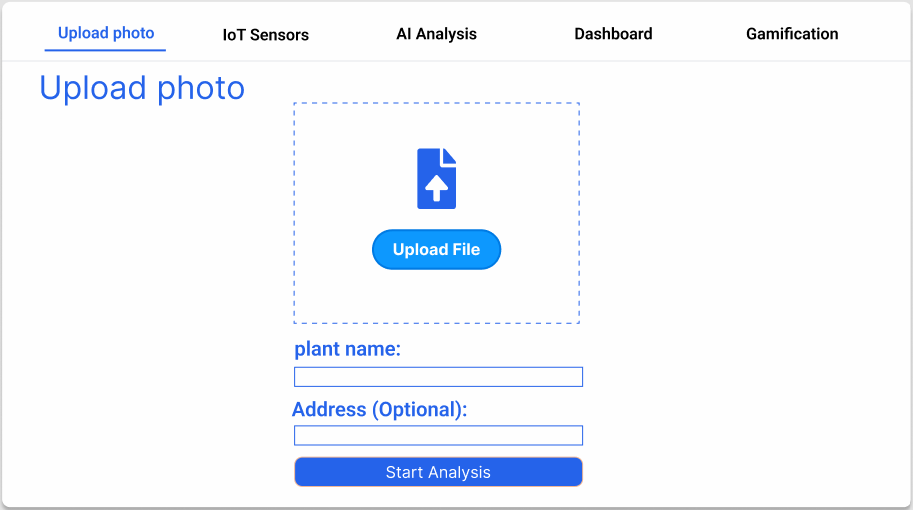 Upload photo
IoT Sensors
AI Analysis
Dashboard
Gamification
Upload photo
Upload File
plant name:
Address (Optional):
Start Analysis